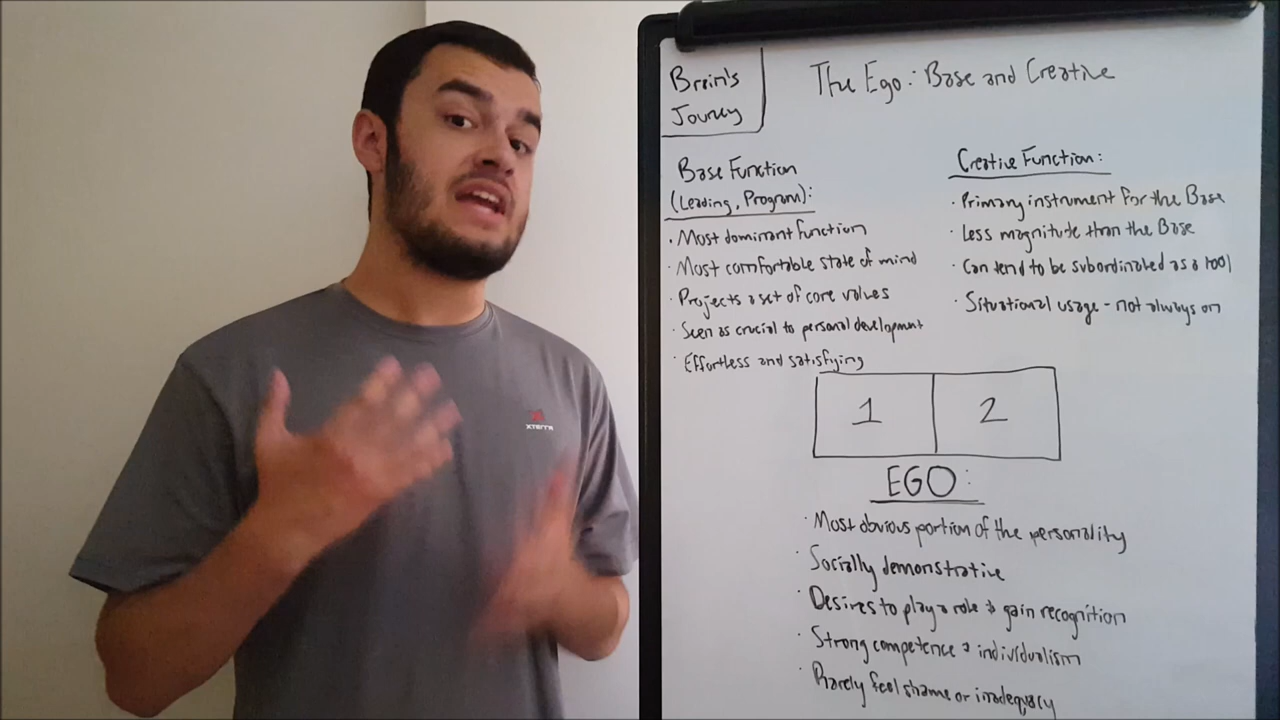 Brain's
Journey
The Ego: Base and Creative
Base Function
(Leading, Program):
· Most dominant function
· Most comfortable state of mind
· Projects a set of core values
· Seen as crucial to personal development
· Effortless and satisfying
Creative Function:
· Primary instrument for the Base
· Less magnitude than the Base
· Can tend to be subordinated as a tool
· Situational usage - not always on
1 2
EGO:
· Most obvious portion of the personality
· Socially demonstrative
· Desires to play a role & gain recognition
· Strong competence & individualism
· Rarely feel shame or inadequacy
XTERRA